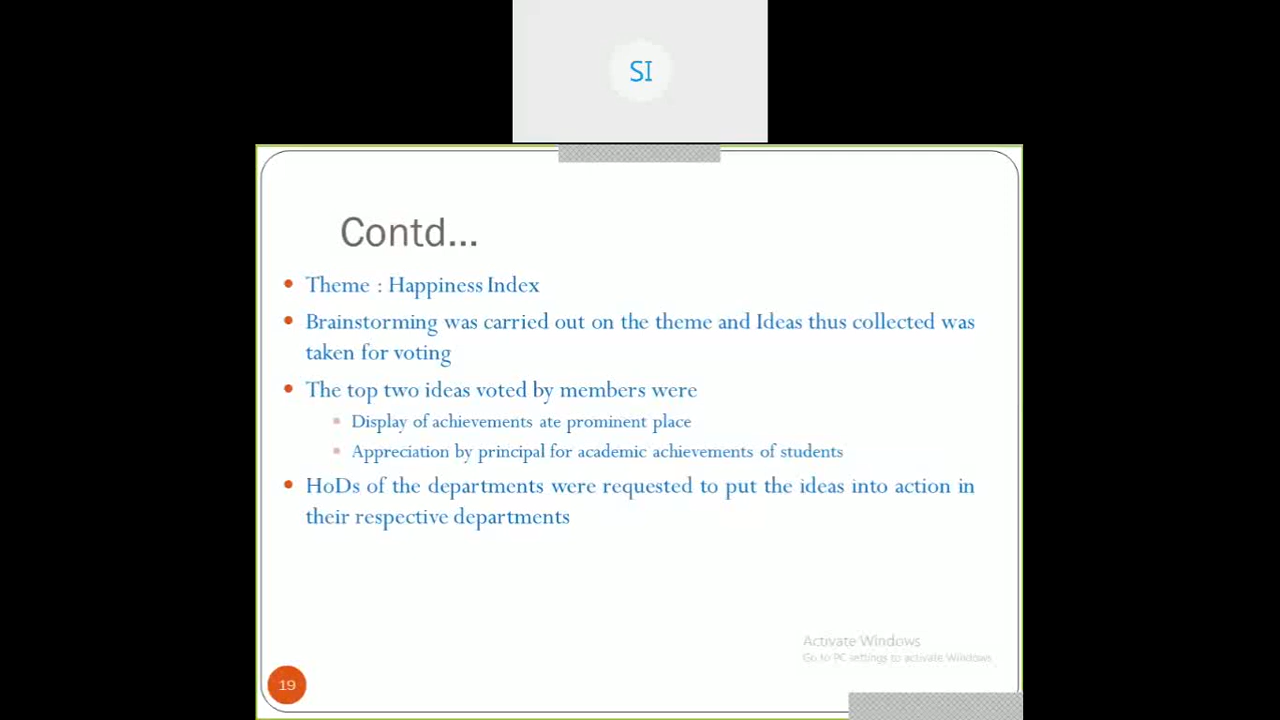 SI
Contd...
Theme : Happiness Index
Brainstorming was carried out on the theme and Ideas thus collected was
taken for voting
The top two ideas voted by members were
Display of achievements ate prominent place
Appreciation by principal for academic achievements of students
HoDs of the departments were requested to put the ideas into action in
their respective departments
Activate Windows
Go to PC settings to activate Windows
19